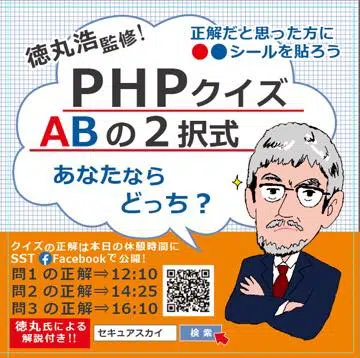 徳丸浩監修!
正解だと思った方に
●●シールを貼ろう
PHPクイズ
ABの2択式
あなたなら
どっち?
クイズの正解は本日の休憩時間に
SST Facebookで公開!
問1の正解⇒12:10
問2の正解⇒14:25
問3の正解⇒16:10
徳丸氏による
解説付き!!
セキュアスカイ 検索